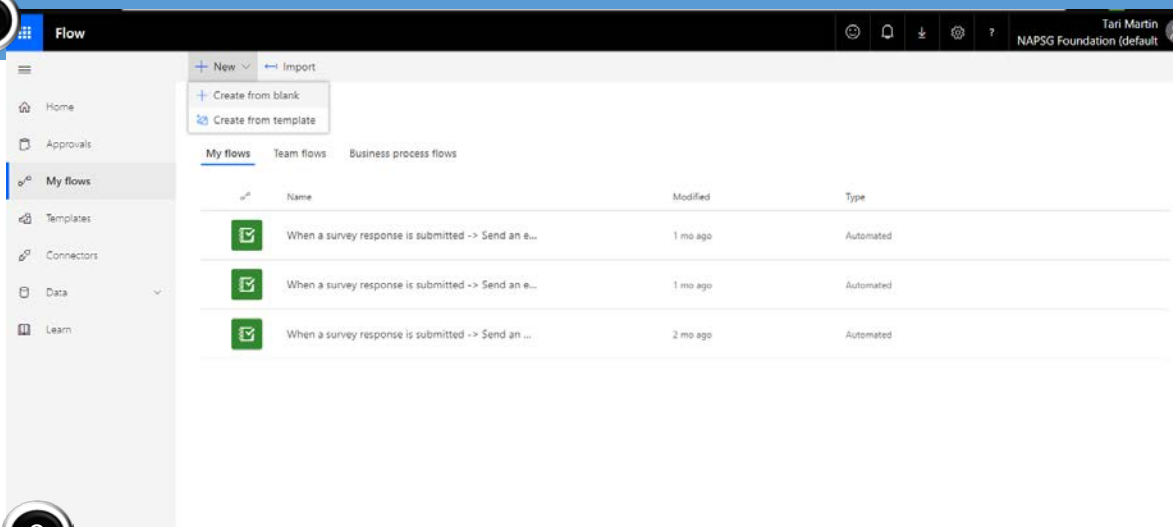 Flow
?
Tari Martin
NAPSG Foundation (default
New
Import
Create from blank
Create from template
Home
Approvals
My flows
Templates
Connectors
Data
Learn
My flows Team flows Business process flows
Name Modified Type
When a survey response is submitted -> Send an e... 1 mo ago Automated
When a survey response is submitted -> Send an e... 1 mo ago Automated
When a survey response is submitted -> Send an ... 2 mo ago Automated